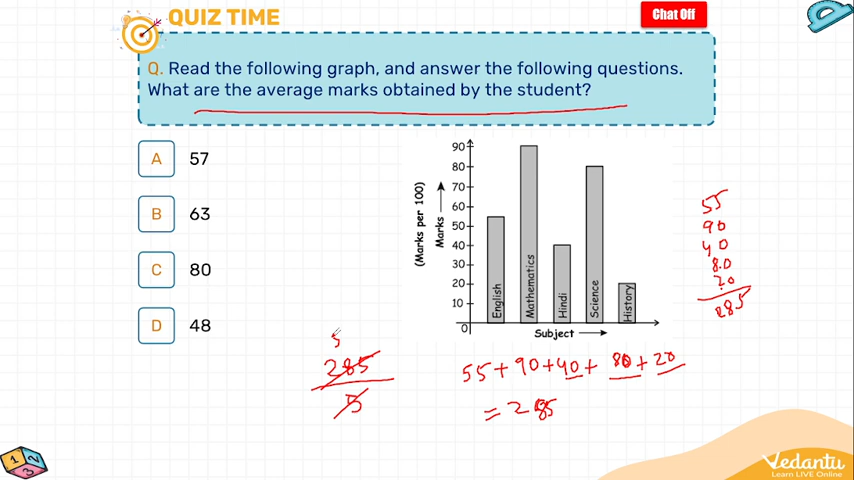 QUIZ TIME
Chat Off
Q. Read the following graph, and answer the following questions.
What are the average marks obtained by the student?
A 57
B 63
C 80
D 48
(Marks per 100)
Marks
90
80
70
60
50
40
30
20
10
0
English
Mathematics
Hindi
Science
History
Subject
55
90
40
80
20
285
5
285
5
55 + 90 + 40 + 80 + 20
= 285
1 2 3
Vedantu
Learn LIVE Online